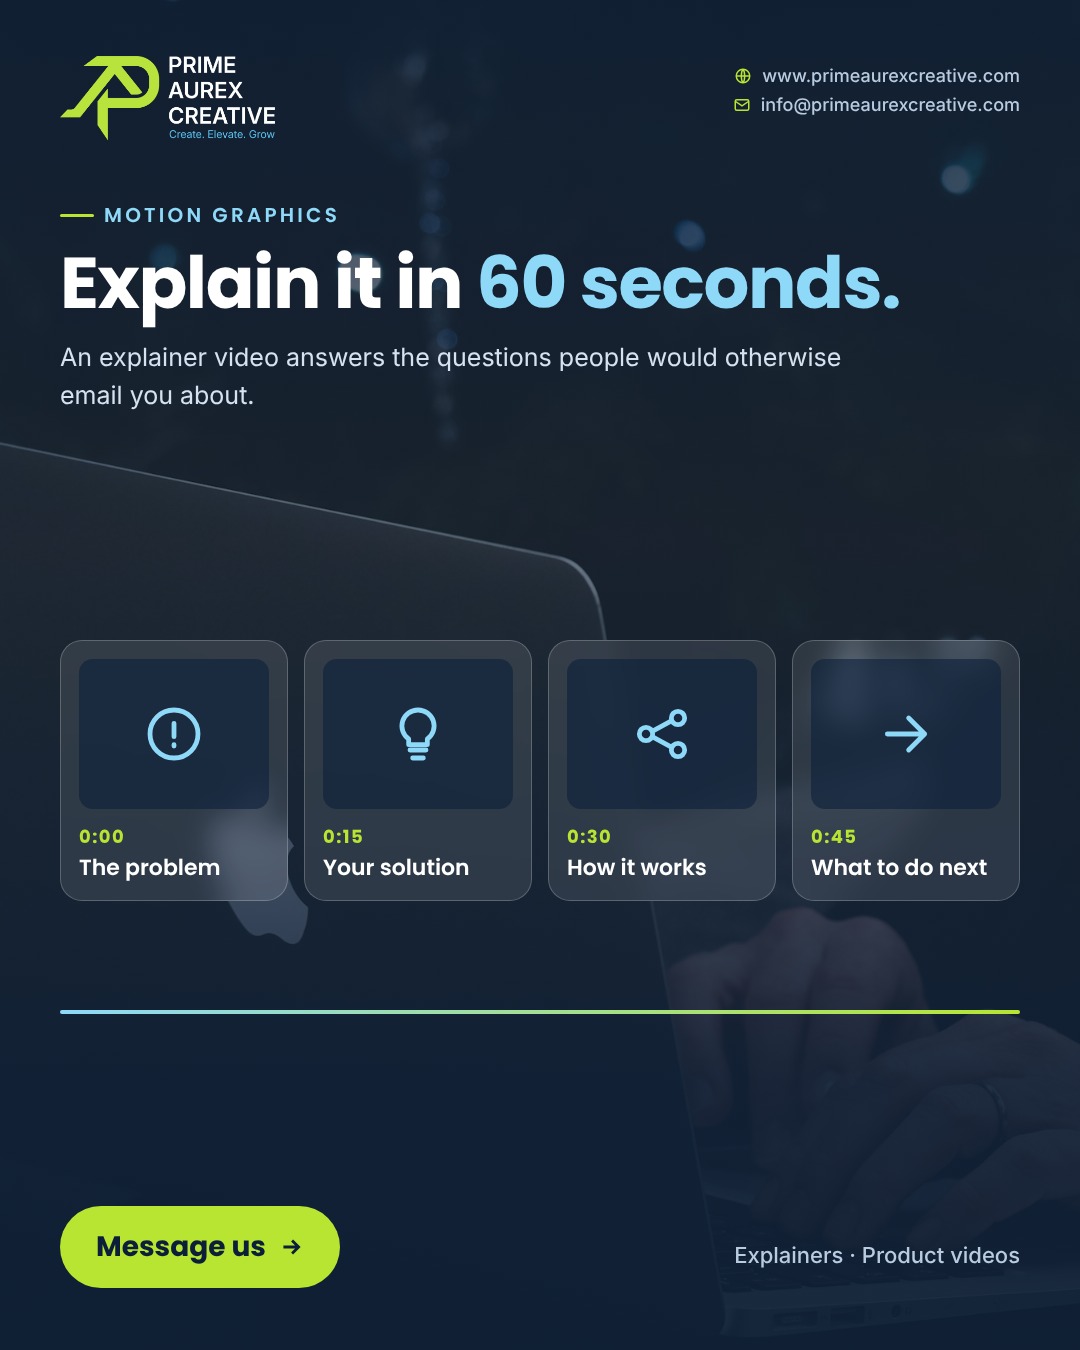 PRIME
AUREX
CREATIVE
Create. Elevate. Grow
www.primeaurexcreative.com
info@primeaurexcreative.com
MOTION GRAPHICS
Explain it in 60 seconds.
An explainer video answers the questions people would otherwise
email you about.
0:00
The problem
0:15
Your solution
0:30
How it works
0:45
What to do next
Message us →
Explainers · Product videos